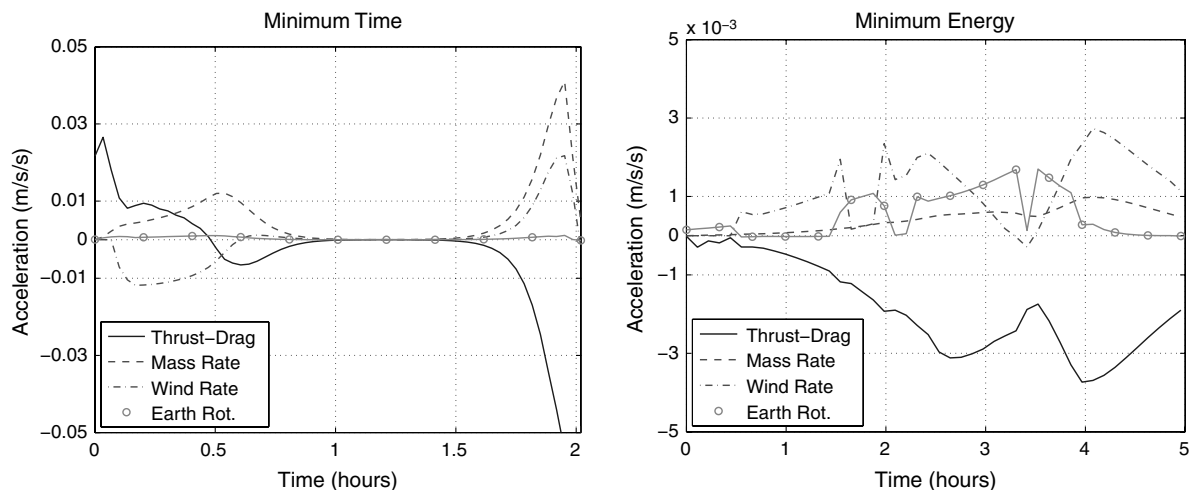 Minimum Time
0.05
0.03
0.01
0
−0.01
−0.03
−0.05
Acceleration (m/s/s)
Thrust−Drag
Mass Rate
Wind Rate
Earth Rot.
0 0.5 1 1.5 2
Time (hours)
Minimum Energy
x 10−3
5
3
1
0
−1
−3
−5
Acceleration (m/s/s)
Thrust−Drag
Mass Rate
Wind Rate
Earth Rot.
0 1 2 3 4 5
Time (hours)